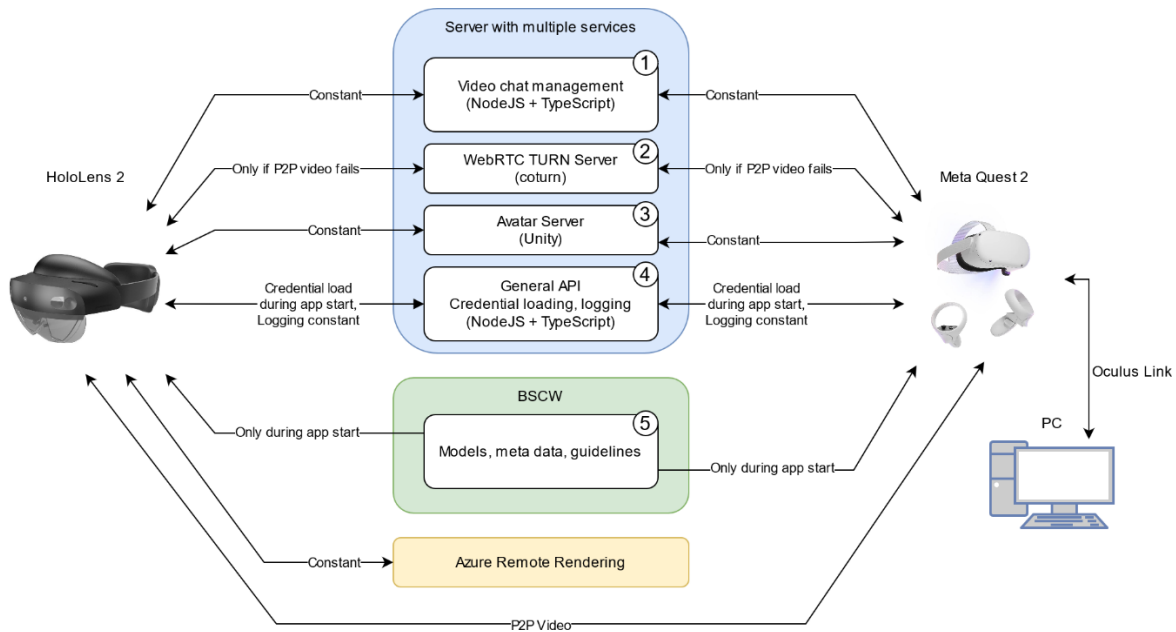 Server with multiple services
1
Video chat management
(NodeJS + TypeScript)
Constant
Constant
2
WebRTC TURN Server
(coturn)
Only if P2P video fails
Only if P2P video fails
HoloLens 2
Meta Quest 2
3
Avatar Server
(Unity)
Constant
Constant
4
General API
Credential loading, logging
(NodeJS + TypeScript)
Credential load
during app start,
Logging constant
Credential load
during app start,
Logging constant
Oculus Link
BSCW
5
Models, meta data, guidelines
Only during app start
Only during app start
PC
Azure Remote Rendering
Constant
P2P Video